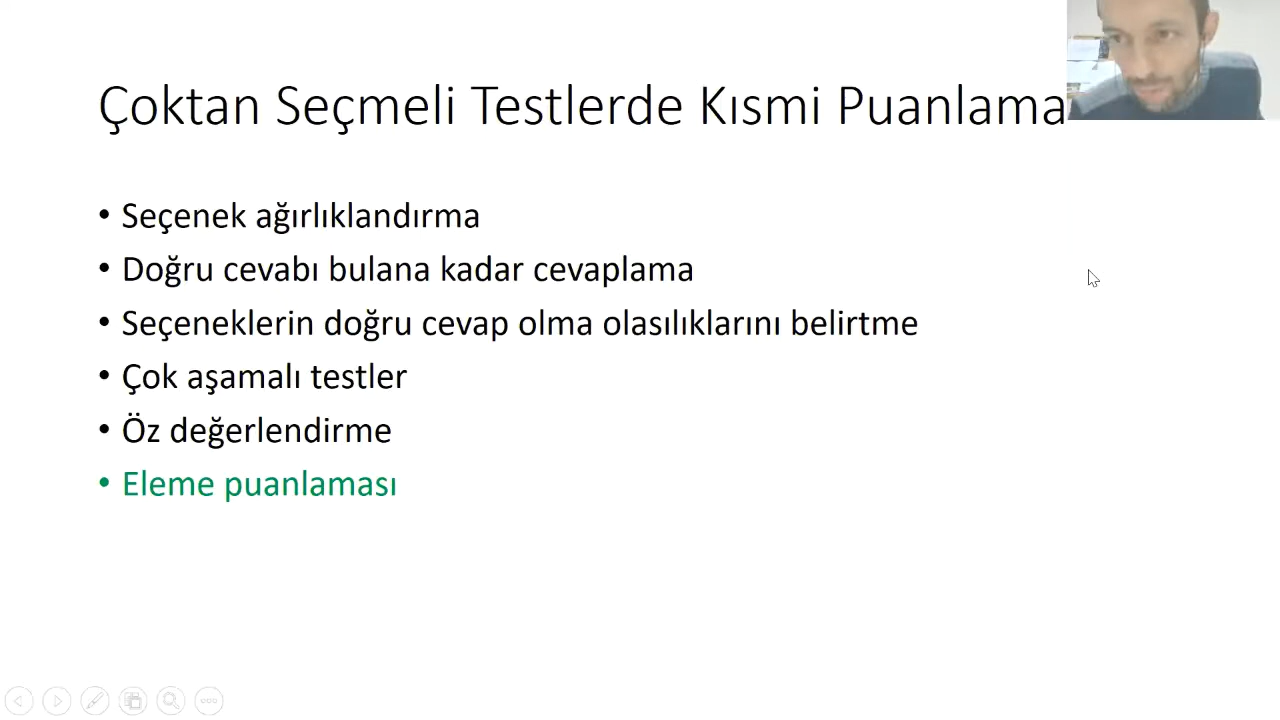 Çoktan Seçmeli Testlerde Kısmi Puanlama
• Seçenek ağırlıklandırma
• Doğru cevabı bulana kadar cevaplama
• Seçeneklerin doğru cevap olma olasılıklarını belirtme
• Çok aşamalı testler
• Öz değerlendirme
• Eleme puanlaması